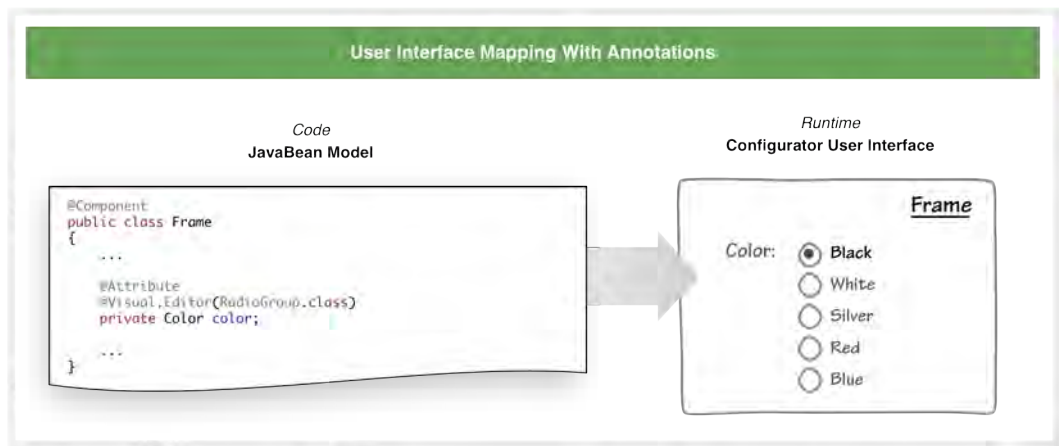 User Interface Mapping With Annotations
Code
JavaBean Model
@Component
public class Frame
{
...
@Attribute
@Visual.Editor(RadioGroup.class)
private Color color;
...
}
Runtime
Configurator User Interface
Frame
Color: Black
White
Silver
Red
Blue